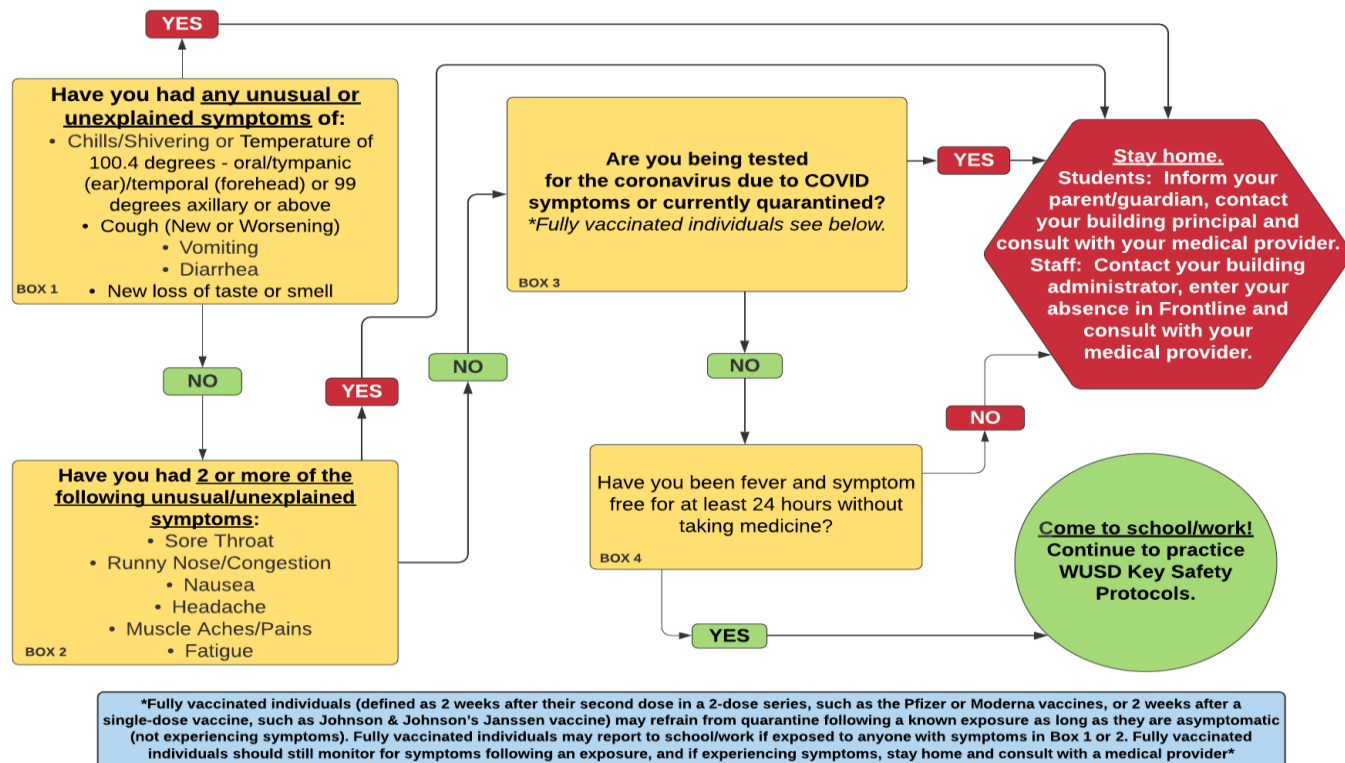 YES
Have you had any unusual or
unexplained symptoms of:
• Chills/Shivering or Temperature of
100.4 degrees - oral/tympanic
(ear)/temporal (forehead) or 99
degrees axillary or above
• Cough (New or Worsening)
• Vomiting
• Diarrhea
• New loss of taste or smell
BOX 1
NO
Have you had 2 or more of the
following unusual/unexplained
symptoms:
• Sore Throat
• Runny Nose/Congestion
• Nausea
• Headache
• Muscle Aches/Pains
• Fatigue
BOX 2
YES
NO
Are you being tested
for the coronavirus due to COVID
symptoms or currently quarantined?
*Fully vaccinated individuals see below.
BOX 3
YES
NO
Have you been fever and symptom
free for at least 24 hours without
taking medicine?
BOX 4
NO
YES
Stay home.
Students: Inform your
parent/guardian, contact
your building principal and
consult with your medical provider.
Staff: Contact your building
administrator, enter your
absence in Frontline and
consult with your
medical provider.
Come to school/work!
Continue to practice
WUSD Key Safety
Protocols.
*Fully vaccinated individuals (defined as 2 weeks after their second dose in a 2-dose series, such as the Pfizer or Moderna vaccines, or 2 weeks after a
single-dose vaccine, such as Johnson & Johnson's Janssen vaccine) may refrain from quarantine following a known exposure as long as they are asymptomatic
(not experiencing symptoms). Fully vaccinated individuals may report to school/work if exposed to anyone with symptoms in Box 1 or 2. Fully vaccinated
individuals should still monitor for symptoms following an exposure, and if experiencing symptoms, stay home and consult with a medical provider*